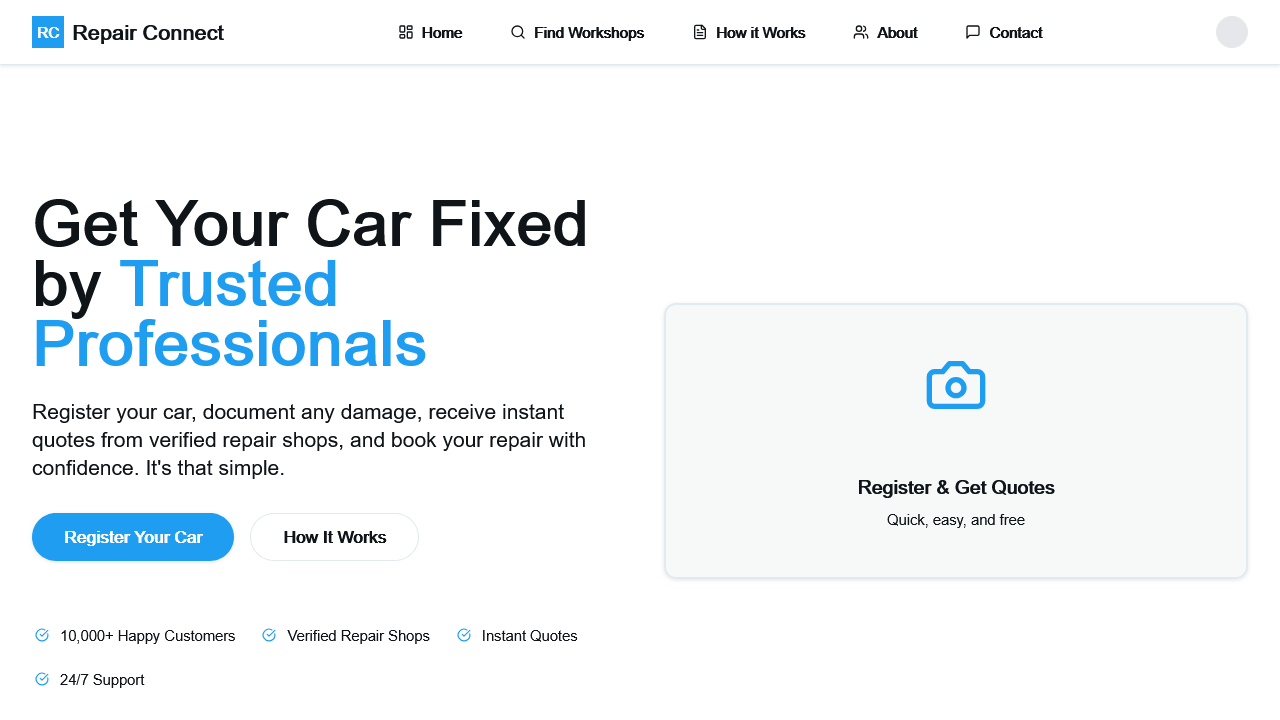 RC Repair Connect
Home
Find Workshops
How it Works
About
Contact
Get Your Car Fixed
by Trusted
Professionals
Register your car, document any damage, receive instant
quotes from verified repair shops, and book your repair with
confidence. It's that simple.
Register Your Car
How It Works
10,000+ Happy Customers
Verified Repair Shops
Instant Quotes
24/7 Support
Register & Get Quotes
Quick, easy, and free